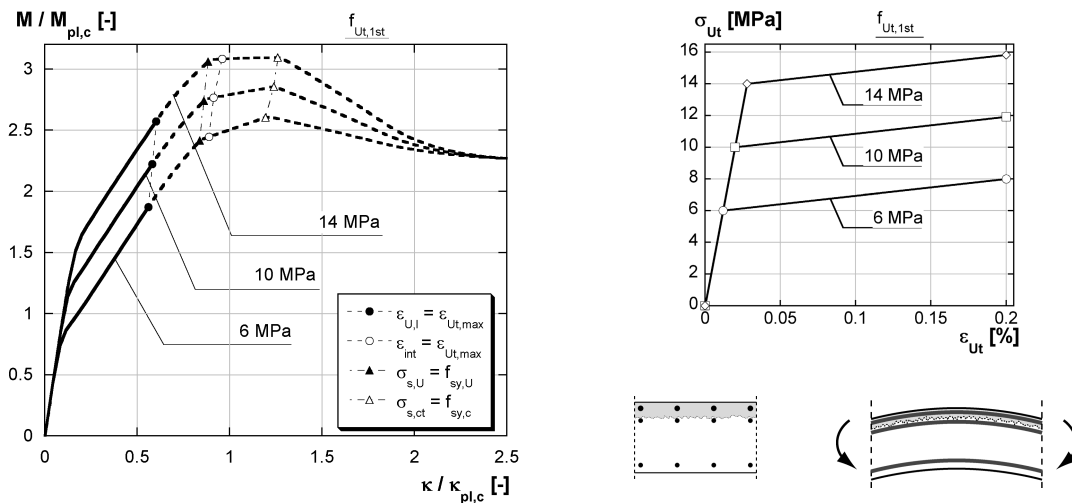 M / M_pl,c [-]
f_Ut,1st
3
2.5
2
1.5
1
0.5
0
14 MPa
10 MPa
6 MPa
ε_U,l = ε_Ut,max
ε_int = ε_Ut,max
σ_s,U = f_sy,U
σ_s,ct = f_sy,c
0 0.5 1 1.5 2 2.5
κ / κ_pl,c [-]
σ_Ut [MPa]
f_Ut,1st
16
14
12
10
8
6
4
2
0
14 MPa
10 MPa
6 MPa
0 0.05 0.1 0.15 0.2
ε_Ut [%]